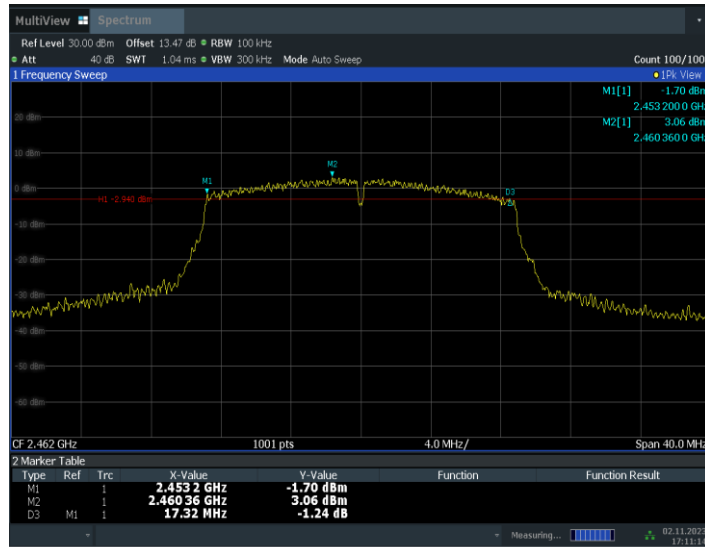 MultiView Spectrum
Ref Level 30.00 dBm Offset 13.47 dB RBW 100 kHz
Att 40 dB SWT 1.04 ms VBW 300 kHz Mode Auto Sweep Count 100/100
1 Frequency Sweep 1Pk View
M1[1] -1.70 dBm
2.453 200 0 GHz
M2[1] 3.06 dBm
2.460 360 0 GHz
20 dBm
10 dBm
M2
M1
0 dBm
D3
H1 -2.940 dBm
-10 dBm
-20 dBm
-30 dBm
-40 dBm
-50 dBm
-60 dBm
CF 2.462 GHz 1001 pts 4.0 MHz/ Span 40.0 MHz
2 Marker Table
Type Ref Trc X-Value Y-Value Function Function Result
M1 1 2.453 2 GHz -1.70 dBm
M2 1 2.460 36 GHz 3.06 dBm
D3 M1 1 17.32 MHz -1.24 dB
Measuring... 02.11.2023
17:11:14